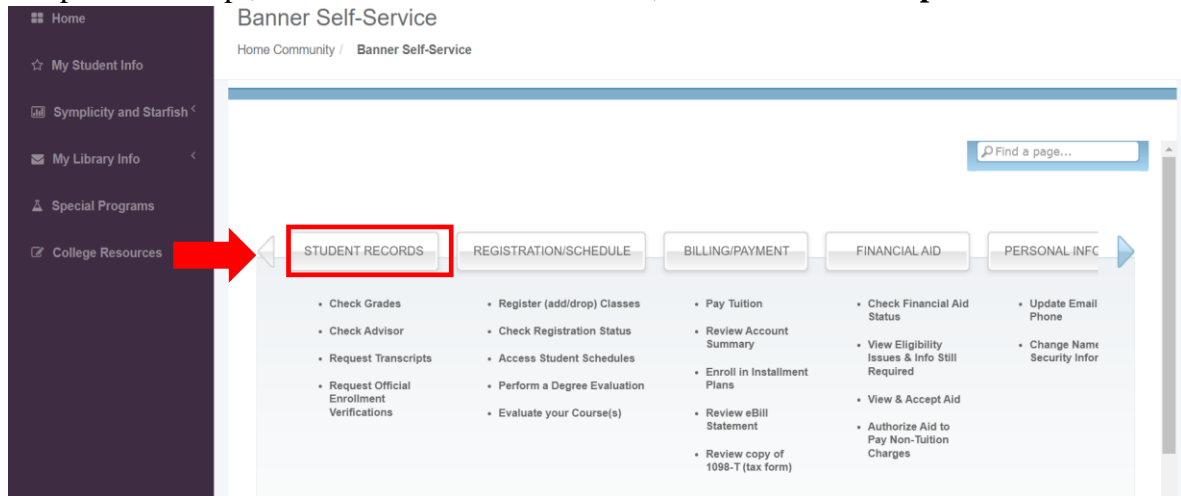 Home
My Student Info
Symplicity and Starfish
My Library Info
Special Programs
College Resources
Banner Self-Service
Home Community / Banner Self-Service
Find a page...
STUDENT RECORDS
• Check Grades
• Check Advisor
• Request Transcripts
• Request Official
Enrollment
Verifications
REGISTRATION/SCHEDULE
• Register (add/drop) Classes
• Check Registration Status
• Access Student Schedules
• Perform a Degree Evaluation
• Evaluate your Course(s)
BILLING/PAYMENT
• Pay Tuition
• Review Account
Summary
• Enroll in Installment
Plans
• Review eBill
Statement
• Review copy of
1098-T (tax form)
FINANCIAL AID
• Check Financial Aid
Status
• View Eligibility
Issues & Info Still
Required
• View & Accept Aid
• Authorize Aid to
Pay Non-Tuition
Charges
PERSONAL INFO
• Update Email
Phone
• Change Name
Security Infor